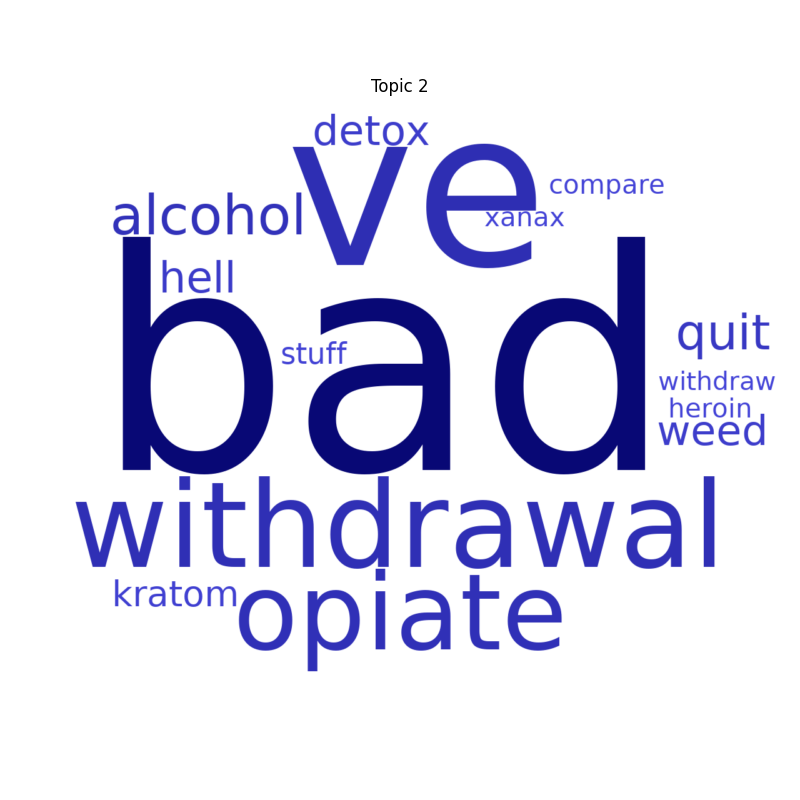 Topic 2
detox
ve
compare
alcohol
xanax
hell
bad
quit
stuff
withdraw
heroin
weed
withdrawal
kratom
opiate